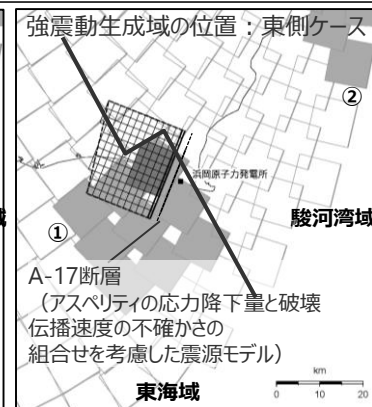 強震動生成域の位置：東側ケース
②
浜岡原子力発電所
域
駿河湾域
①
A-17断層
（アスペリティの応力降下量と破壊
伝播速度の不確かさの
組合せを考慮した震源モデル）
東海域
km
0 10 20